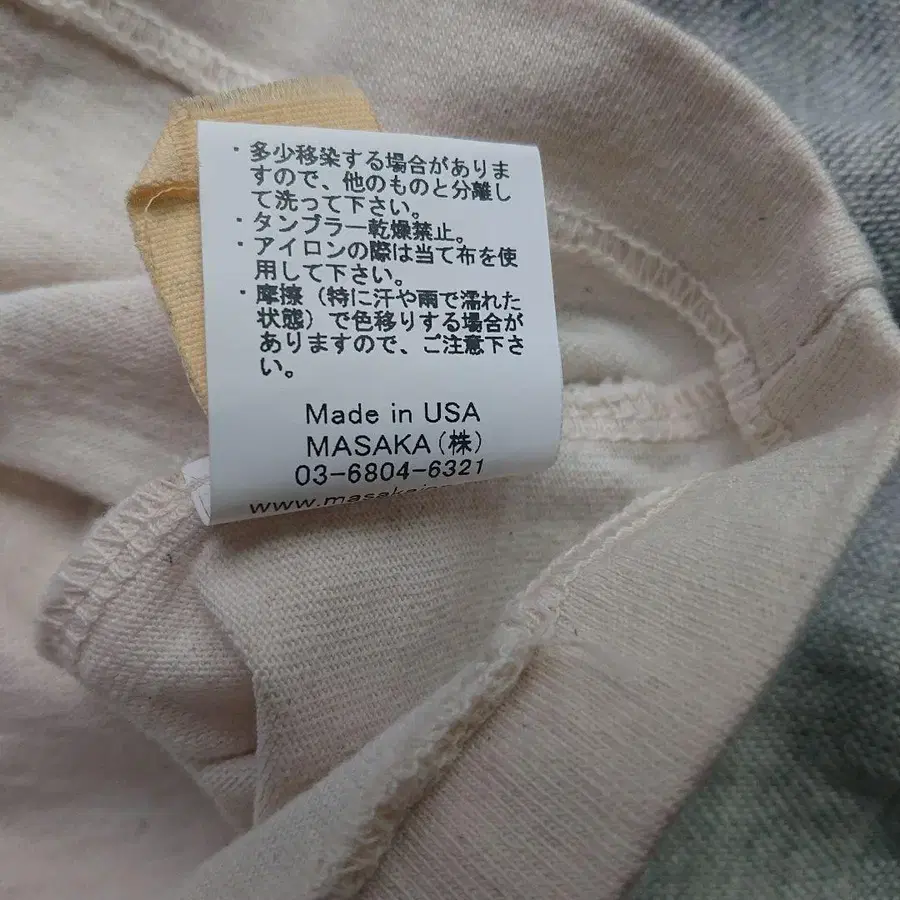 ・多少移染する場合がありま
すので、他のものと分離し
て洗って下さい。
・タンブラー乾燥禁止。
・アイロンの際は当て布を使
用して下さい。
・摩擦（特に汗や雨で濡れた
状態）で色移りする場合が
ありますので、ご注意下さ
い。
Made in USA
MASAKA（株）
03-6804-6321